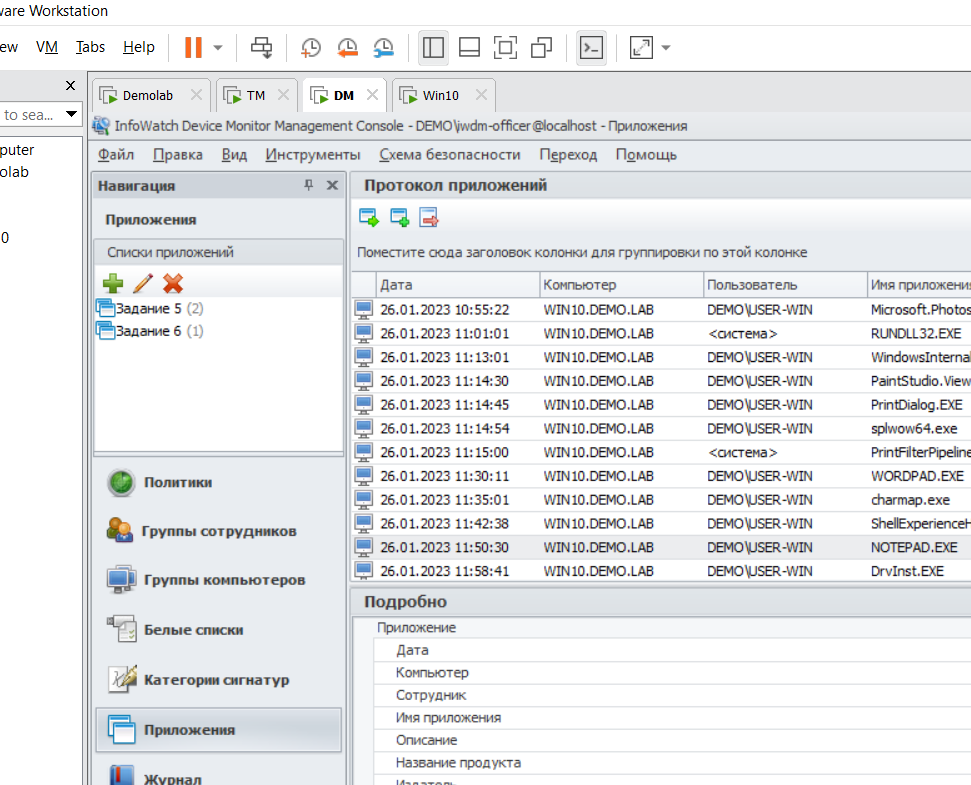 ware Workstation
ew VM Tabs Help
to sea...
puter
olab
0
Demolab TM DM Win10
InfoWatch Device Monitor Management Console - DEMO\iwdm-officer@localhost - Приложения
Файл Правка Вид Инструменты Схема безопасности Переход Помощь
Навигация
Приложения
Списки приложений
Задание 5 (2)
Задание 6 (1)
Политики
Группы сотрудников
Группы компьютеров
Белые списки
Категории сигнатур
Приложения
Журнал
Протокол приложений
Поместите сюда заголовок колонки для группировки по этой колонке
Дата Компьютер Пользователь Имя приложения
26.01.2023 10:55:22 WIN10.DEMO.LAB DEMO\USER-WIN Microsoft.Photos
26.01.2023 11:01:01 WIN10.DEMO.LAB <система> RUNDLL32.EXE
26.01.2023 11:13:01 WIN10.DEMO.LAB DEMO\USER-WIN WindowsInternal
26.01.2023 11:14:30 WIN10.DEMO.LAB DEMO\USER-WIN PaintStudio.View
26.01.2023 11:14:45 WIN10.DEMO.LAB DEMO\USER-WIN PrintDialog.EXE
26.01.2023 11:14:54 WIN10.DEMO.LAB DEMO\USER-WIN splwow64.exe
26.01.2023 11:15:00 WIN10.DEMO.LAB <система> PrintFilterPipeline
26.01.2023 11:30:11 WIN10.DEMO.LAB DEMO\USER-WIN WORDPAD.EXE
26.01.2023 11:35:01 WIN10.DEMO.LAB DEMO\USER-WIN charmap.exe
26.01.2023 11:42:38 WIN10.DEMO.LAB DEMO\USER-WIN ShellExperienceH
26.01.2023 11:50:30 WIN10.DEMO.LAB DEMO\USER-WIN NOTEPAD.EXE
26.01.2023 11:58:41 WIN10.DEMO.LAB DEMO\USER-WIN DrvInst.EXE
Подробно
Приложение
Дата
Компьютер
Сотрудник
Имя приложения
Описание
Название продукта
Издатель